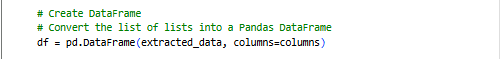 # Create DataFrame
# Convert the list of lists into a Pandas DataFrame
df = pd.DataFrame(extracted_data, columns=columns)